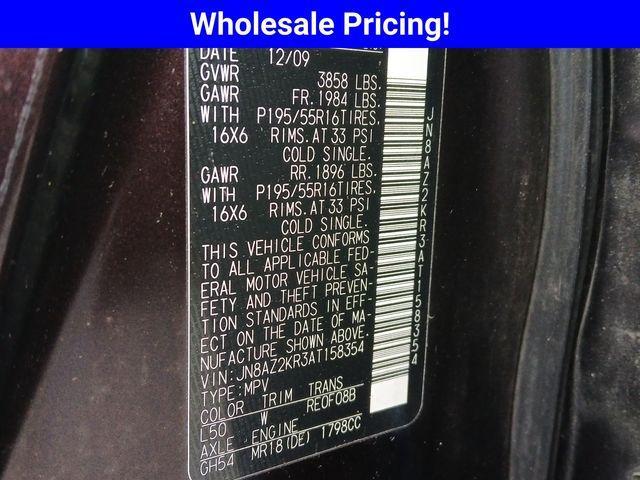 Wholesale Pricing!
DATE 12/09
GVWR 3858 LBS.
GAWR FR. 1984 LBS.
WITH P195/55R16TIRES.
16X6 RIMS. AT 33 PSI
COLD SINGLE.
GAWR RR. 1896 LBS.
WITH P195/55R16TIRES.
16X6 RIMS. AT 33 PSI
COLD SINGLE.
THIS VEHICLE CONFORMS
TO ALL APPLICABLE FED-
ERAL MOTOR VEHICLE SA-
FETY AND THEFT PREVEN-
TION STANDARDS IN EFF-
ECT ON THE DATE OF MA-
NUFACTURE SHOWN ABOVE.
VIN: JN8AZ2KR3AT158354
TYPE: MPV
COLOR TRIM TRANS
L50 W RE0F08B
AXLE ENGINE
GH54 MR18(DE) 1798CC
JN8AZ2KR3AT158354